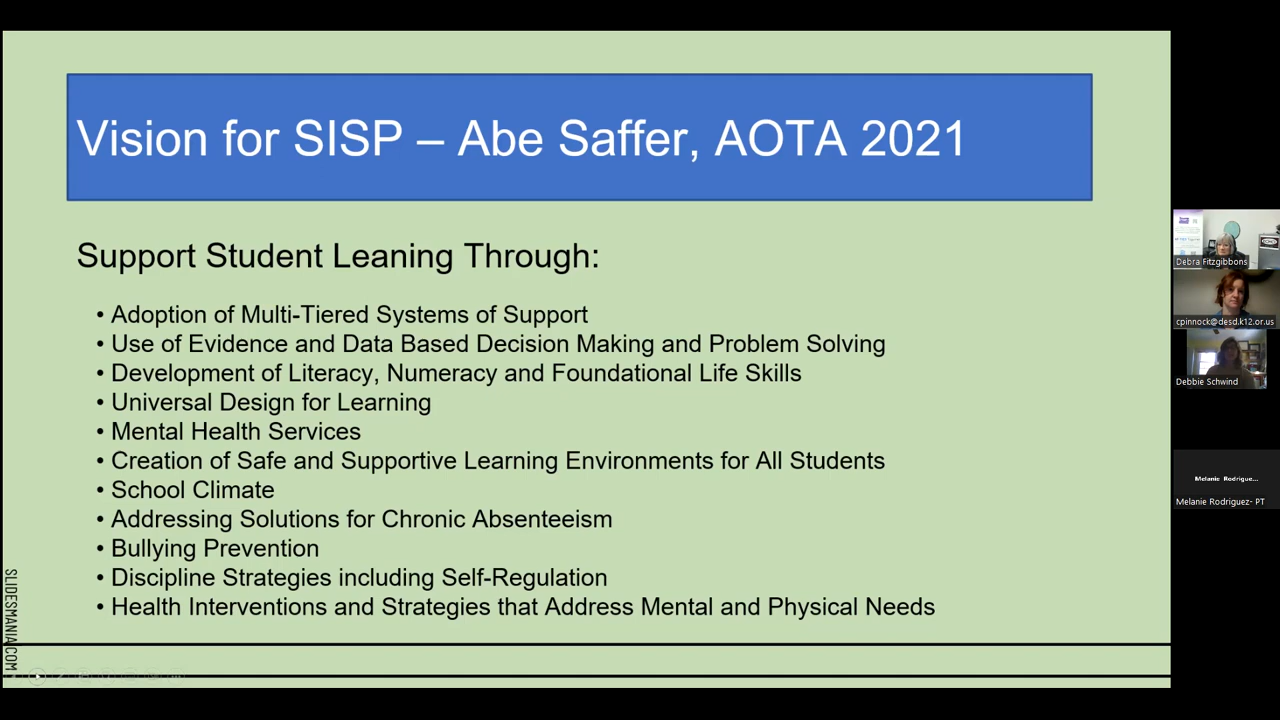 Vision for SISP – Abe Saffer, AOTA 2021
Support Student Leaning Through:
• Adoption of Multi-Tiered Systems of Support
• Use of Evidence and Data Based Decision Making and Problem Solving
• Development of Literacy, Numeracy and Foundational Life Skills
• Universal Design for Learning
• Mental Health Services
• Creation of Safe and Supportive Learning Environments for All Students
• School Climate
• Addressing Solutions for Chronic Absenteeism
• Bullying Prevention
• Discipline Strategies including Self-Regulation
• Health Interventions and Strategies that Address Mental and Physical Needs
SLIDESMANIA.COM
Debra Fitzgibbons
cpinnock@desd.k12.or.us
Debbie Schwind
Melanie Rodrigue...
Melanie Rodriguez- PT